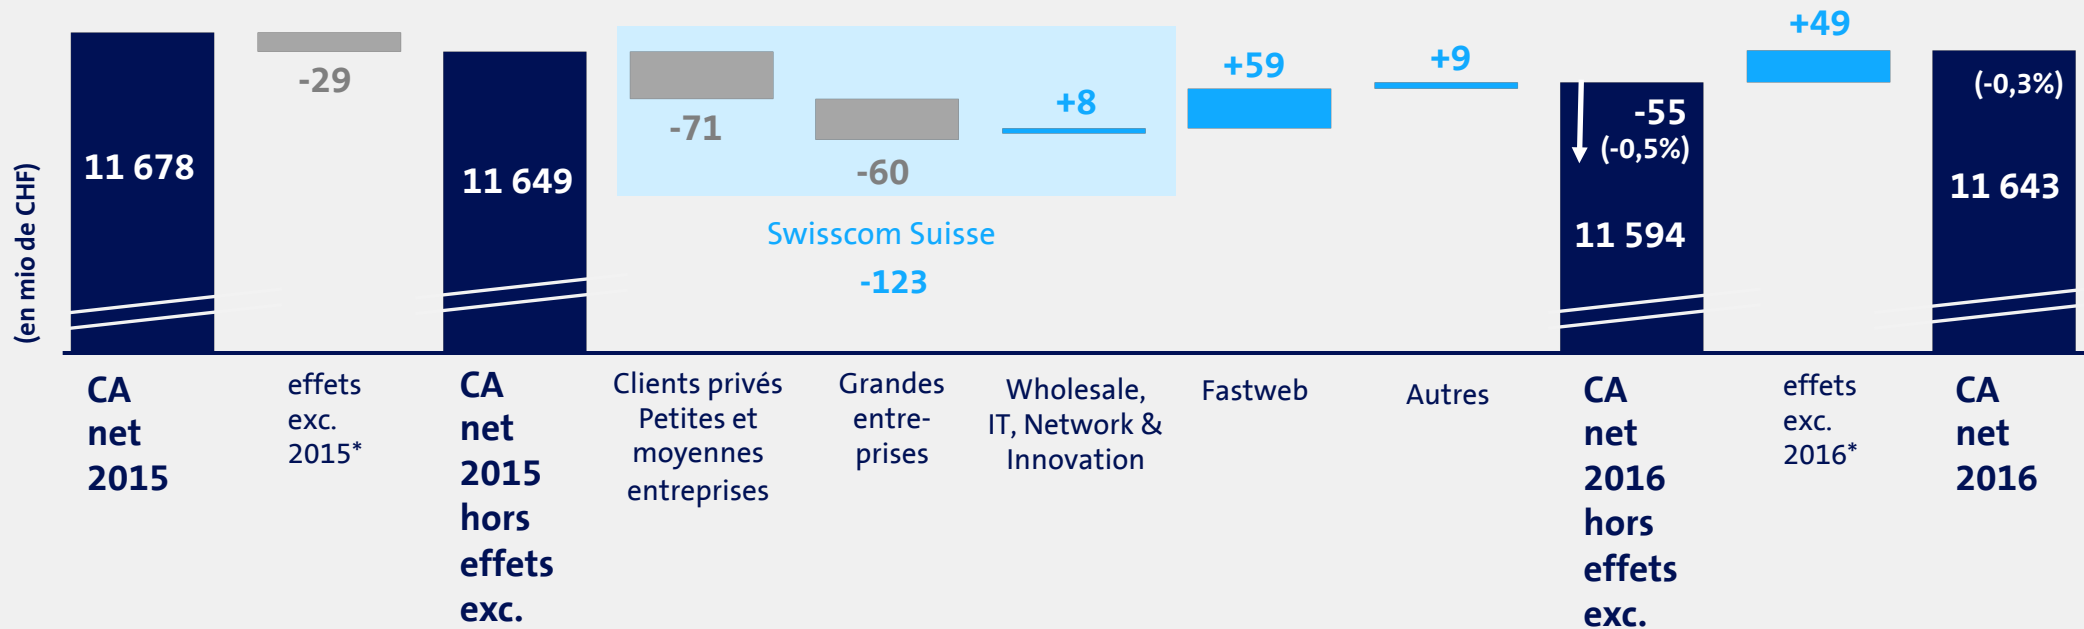 (en mio de CHF)
11 678
-29
11 649
-71
-60
+8
Swisscom Suisse
-123
+59
+9
-55
(-0,5%)
11 594
+49
(-0,3%)
11 643
CA
net
2015
effets
exc.
2015*
CA
net
2015
hors
effets
exc.
Clients privés
Petites et
moyennes
entreprises
Grandes
entre-
prises
Wholesale,
IT, Network &
Innovation
Fastweb
Autres
CA
net
2016
hors
effets
exc.
effets
exc.
2016*
CA
net
2016